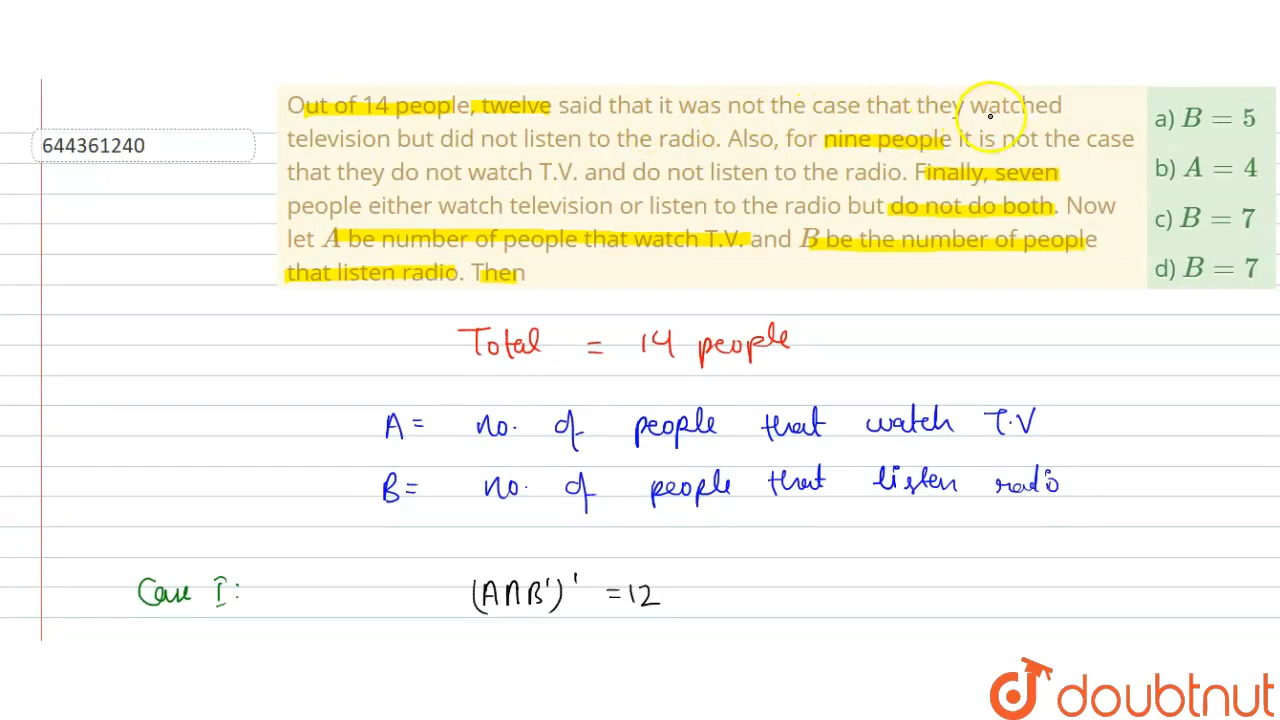 644361240
Out of 14 people, twelve said that it was not the case that they watched
television but did not listen to the radio. Also, for nine people it is not the case
that they do not watch T.V. and do not listen to the radio. Finally, seven
people either watch television or listen to the radio but do not do both. Now
let A be number of people that watch T.V. and B be the number of people
that listen radio. Then
a) B = 5
b) A = 4
c) B = 7
d) B = 7
Total = 14 people
A = no. of people that watch T.V
B = no. of people that listen radio
Case I: (A∩B')' = 12
doubtnut